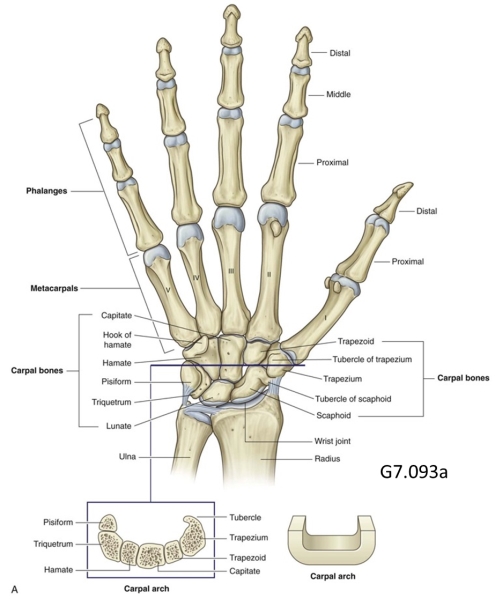 Distal
Middle
Proximal
Phalanges
Distal
Proximal
Metacarpals
I
II
III
IV
V
Capitate
Hook of
hamate
Carpal bones
Hamate
Pisiform
Triquetrum
Lunate
Ulna
Trapezoid
Tubercle of trapezium
Trapezium
Carpal bones
Tubercle of scaphoid
Scaphoid
Wrist joint
Radius
G7.093a
Pisiform
Triquetrum
Hamate
Tubercle
Trapezium
Trapezoid
Capitate
Carpal arch
Carpal arch
A